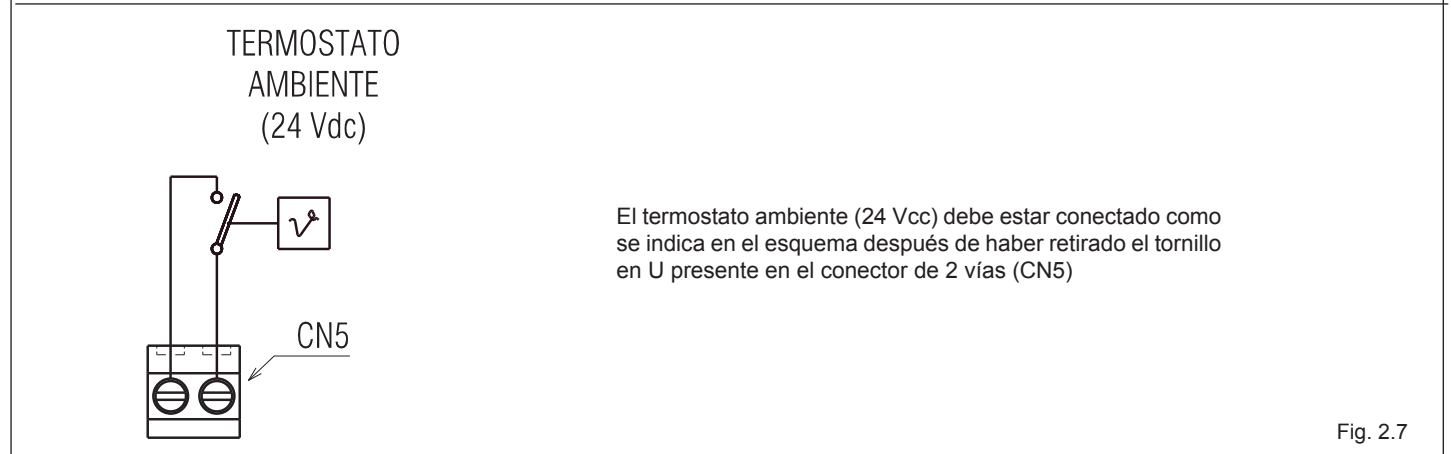 TERMOSTATO
AMBIENTE
(24 Vdc)
El termostato ambiente (24 Vcc) debe estar conectado como
se indica en el esquema después de haber retirado el tornillo
en U presente en el conector de 2 vías (CN5)
CN5
Fig. 2.7